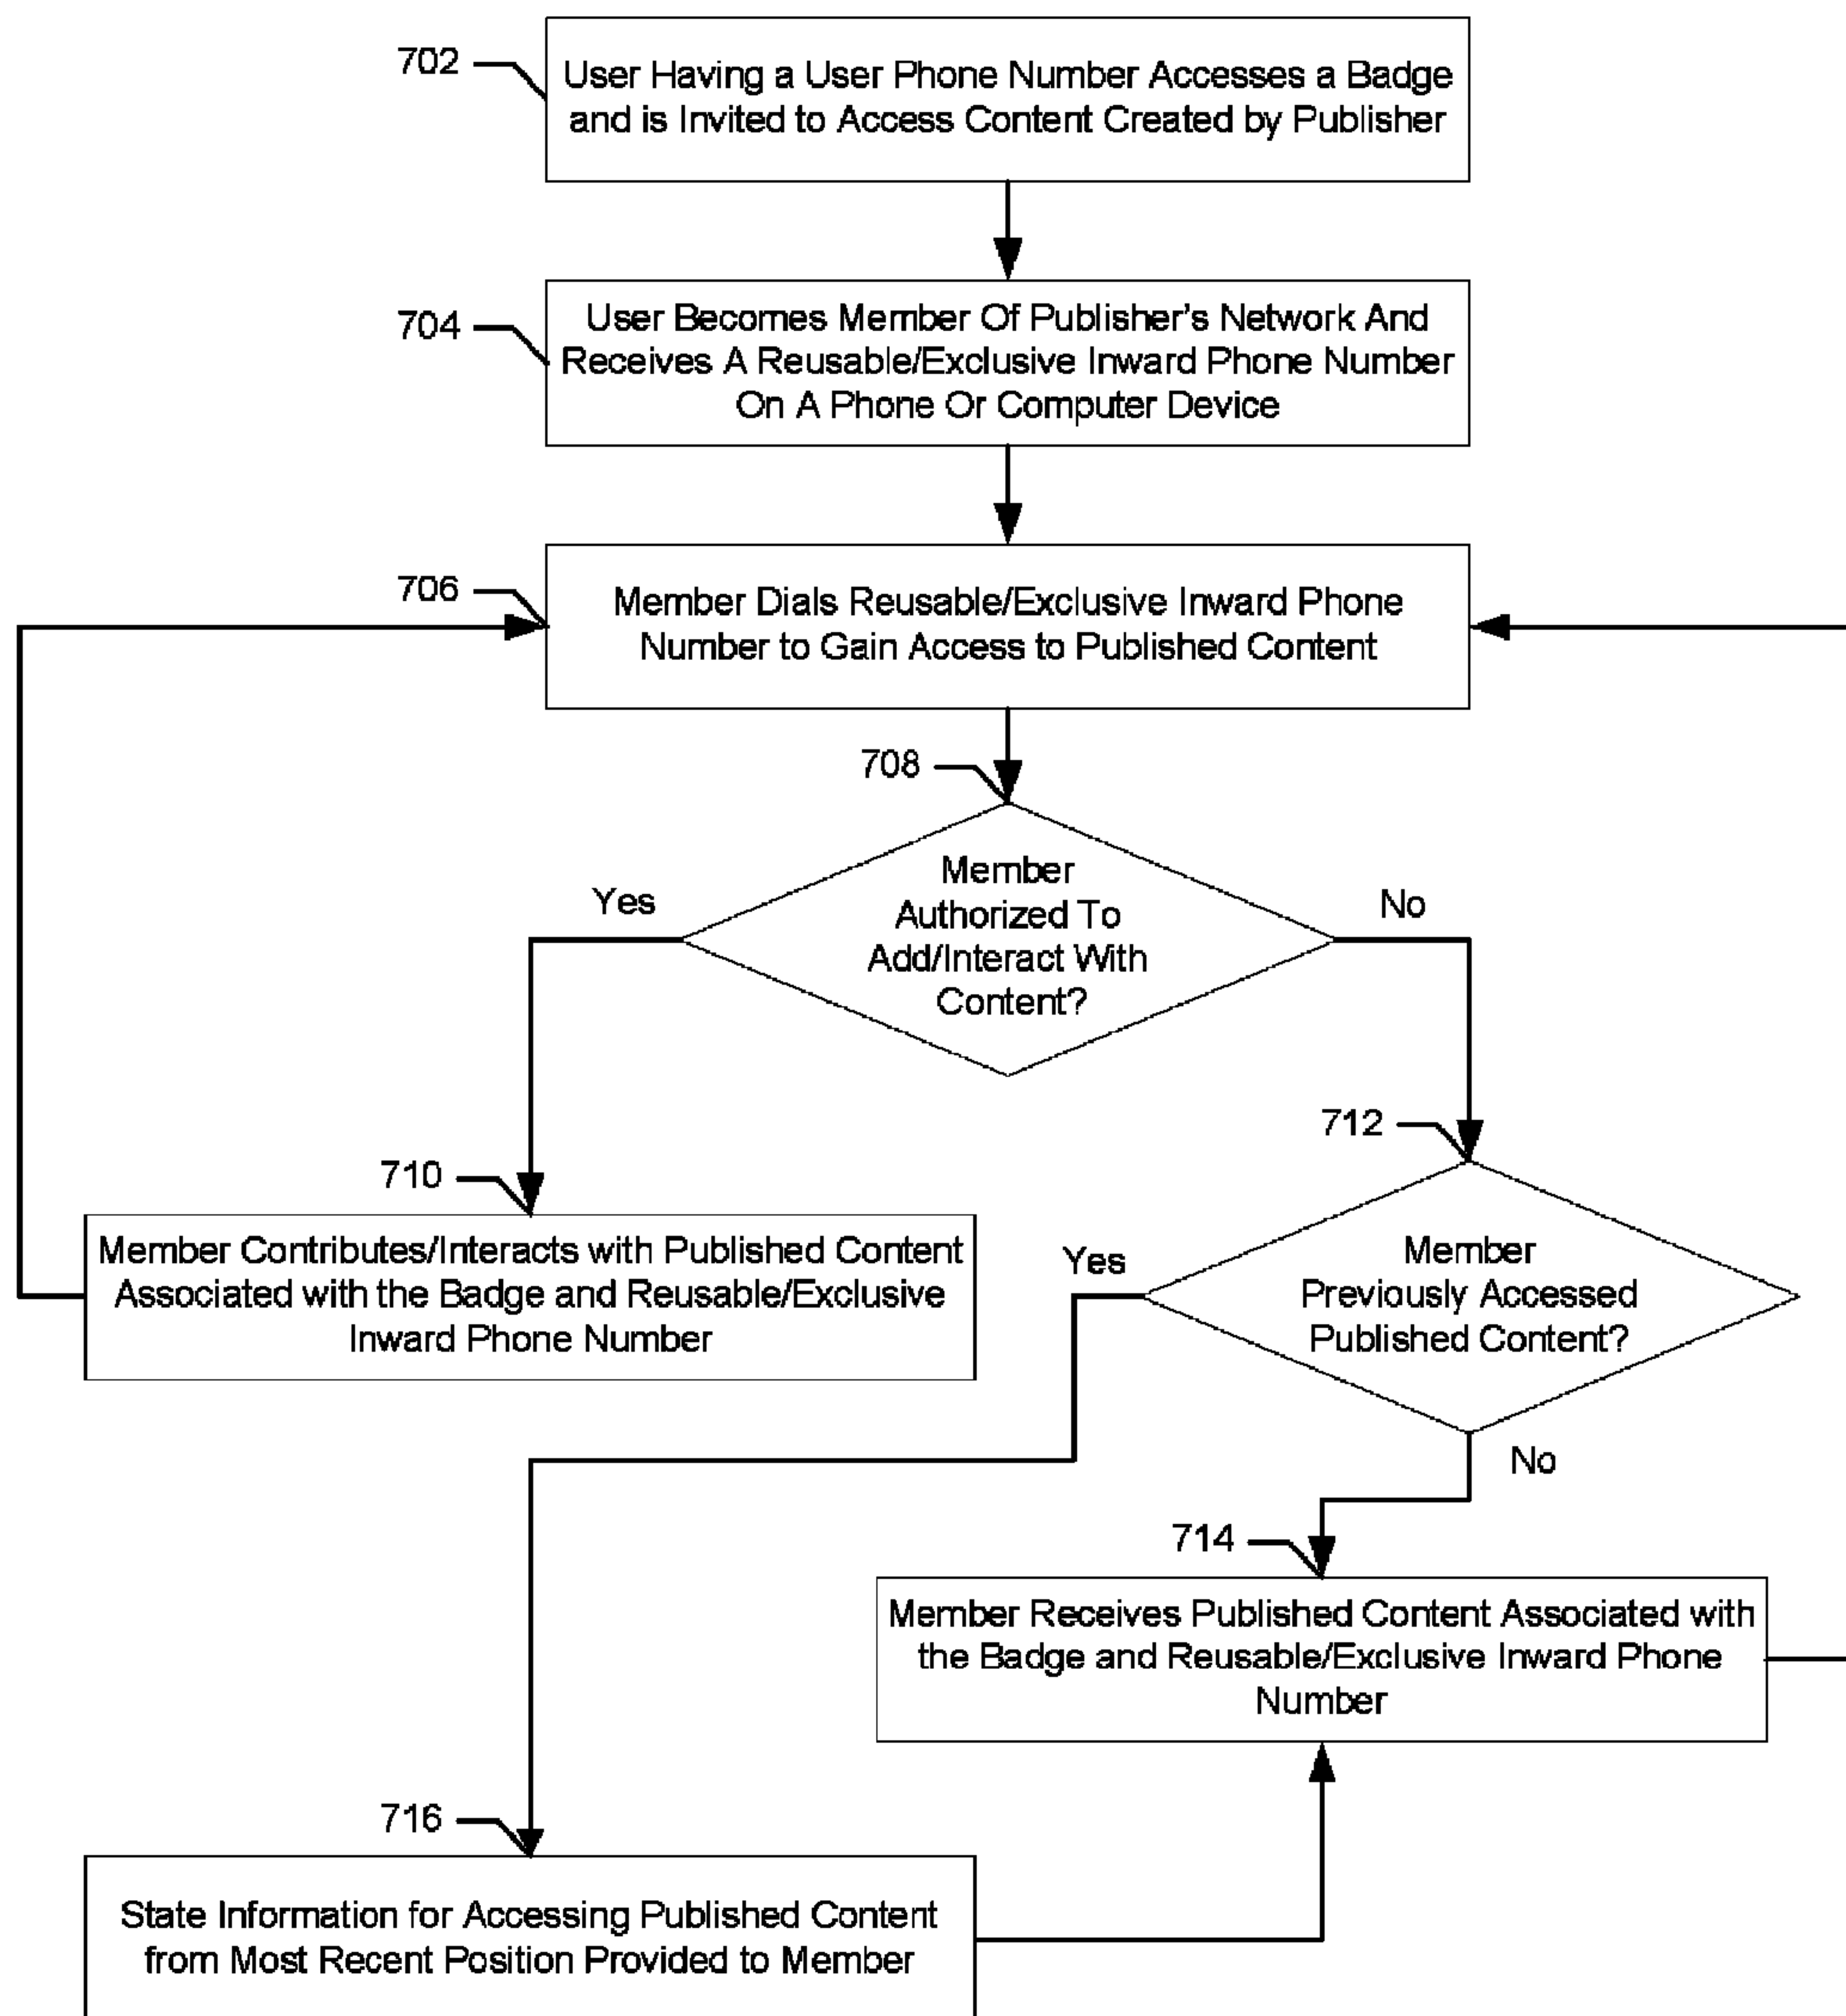 702
User Having a User Phone Number Accesses a Badge
and is Invited to Access Content Created by Publisher
704
User Becomes Member Of Publisher's Network And
Receives A Reusable/Exclusive Inward Phone Number
On A Phone Or Computer Device
706
Member Dials Reusable/Exclusive Inward Phone
Number to Gain Access to Published Content
708
Member
Authorized To
Add/Interact With
Content?
Yes
No
710
Member Contributes/Interacts with Published Content
Associated with the Badge and Reusable/Exclusive
Inward Phone Number
712
Member
Previously Accessed
Published Content?
Yes
No
714
Member Receives Published Content Associated with
the Badge and Reusable/Exclusive Inward Phone
Number
716
State Information for Accessing Published Content
from Most Recent Position Provided to Member